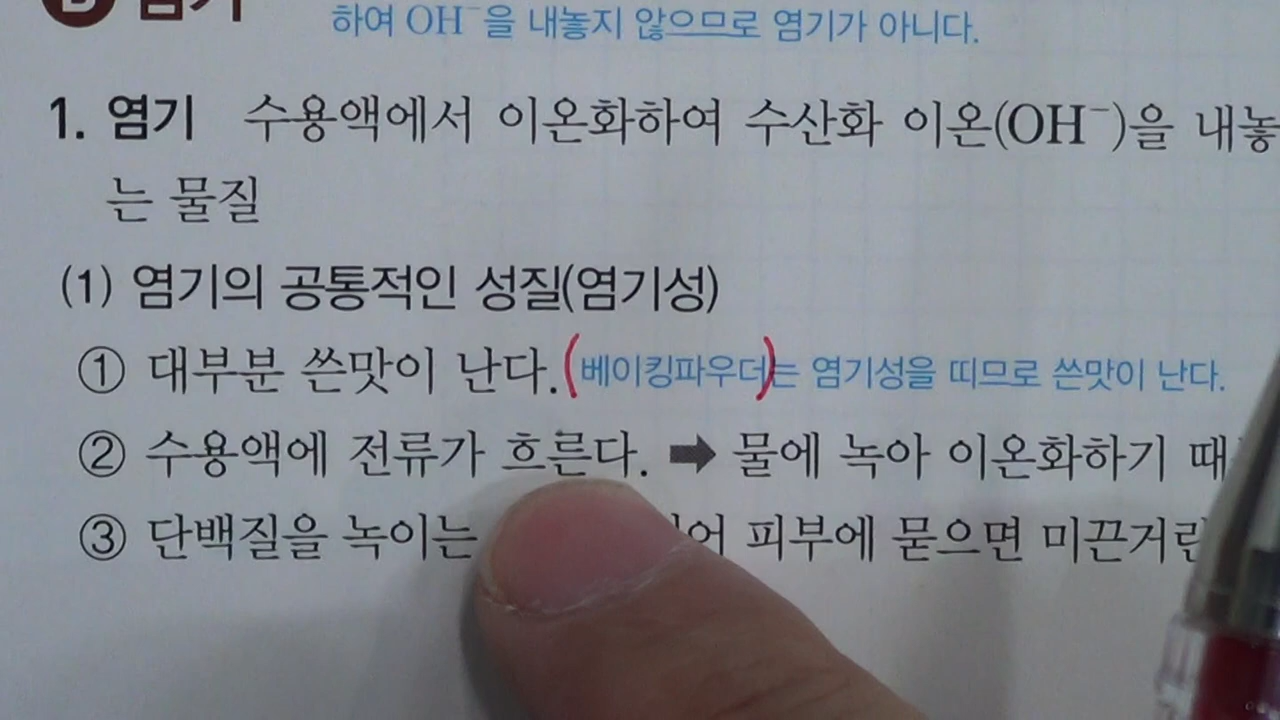 염기
하여 OH⁻을 내놓지 않으므로 염기가 아니다.
1. 염기 수용액에서 이온화하여 수산화 이온(OH⁻)을 내놓
는 물질
(1) 염기의 공통적인 성질(염기성)
① 대부분 쓴맛이 난다. (베이킹파우더)는 염기성을 띠므로 쓴맛이 난다.
② 수용액에 전류가 흐른다. ➡ 물에 녹아 이온화하기 때
③ 단백질을 녹이는 피부에 묻으면 미끈거린